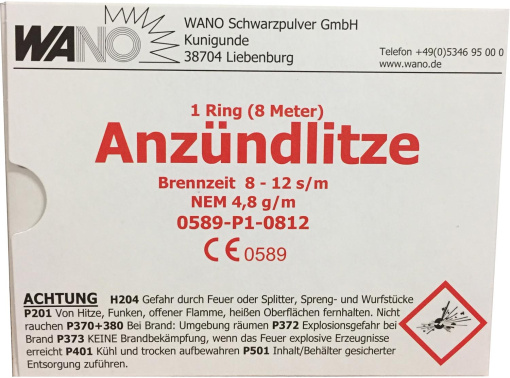 WANO
WANO Schwarzpulver GmbH
Kunigunde
38704 Liebenburg
Telefon +49(0)5346 95 00 0
www.wano.de
1 Ring (8 Meter)
Anzündlitze
Brennzeit 8 - 12 s/m
NEM 4,8 g/m
0589-P1-0812
CE 0589
ACHTUNG H204 Gefahr durch Feuer oder Splitter, Spreng- und Wurfstücke
P201 Von Hitze, Funken, offener Flamme, heißen Oberflächen fernhalten. Nicht
rauchen P370+380 Bei Brand: Umgebung räumen P372 Explosionsgefahr bei
Brand P373 KEINE Brandbekämpfung, wenn das Feuer explosive Erzeugnisse
erreicht P401 Kühl und trocken aufbewahren P501 Inhalt/Behälter gesicherter
Entsorgung zuführen.